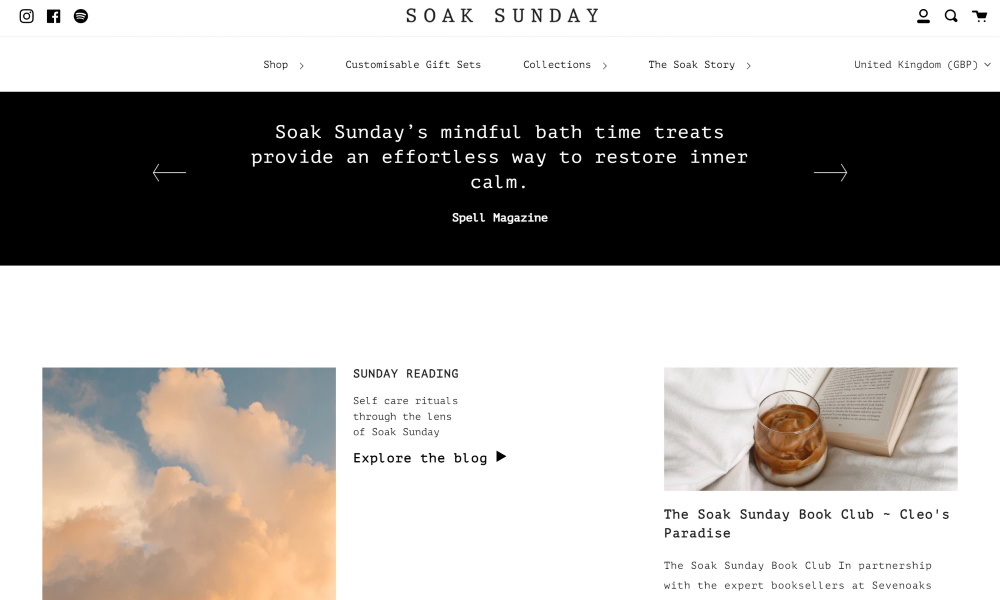 SOAK SUNDAY
Shop
Customisable Gift Sets
Collections
The Soak Story
United Kingdom (GBP)
Soak Sunday’s mindful bath time treats
provide an effortless way to restore inner
calm.
Spell Magazine
SUNDAY READING
Self care rituals
through the lens
of Soak Sunday
Explore the blog
The Soak Sunday Book Club ~ Cleo's
Paradise
The Soak Sunday Book Club In partnership
with the expert booksellers at Sevenoaks